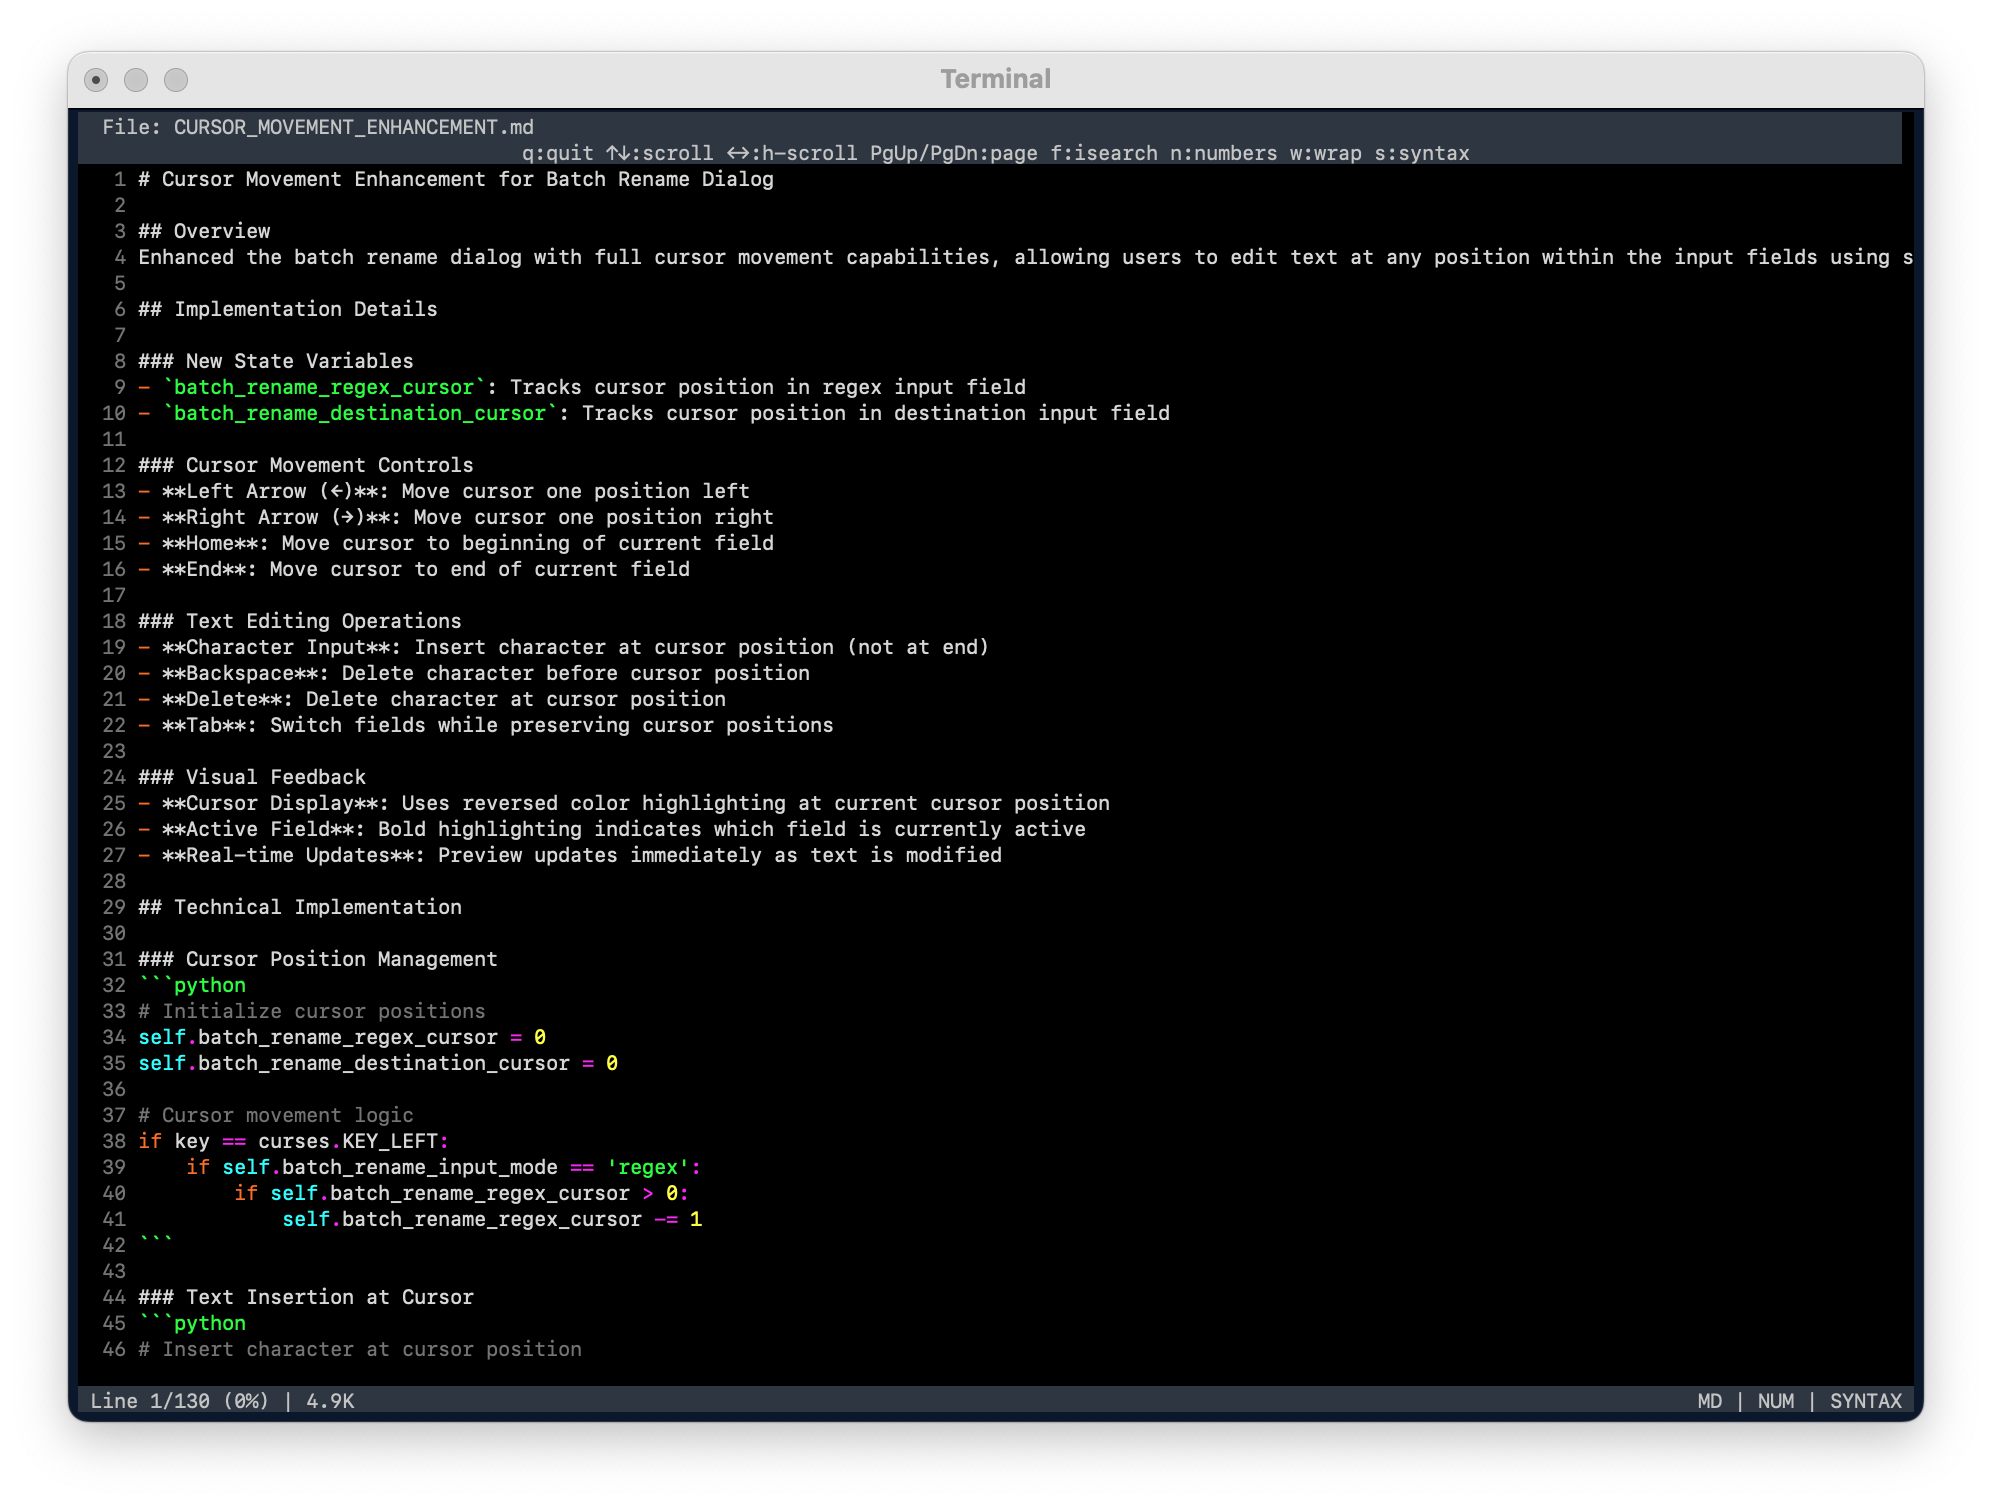 Terminal
File: CURSOR_MOVEMENT_ENHANCEMENT.md
q:quit ↑↓:scroll ↔:h-scroll PgUp/PgDn:page f:isearch n:numbers w:wrap s:syntax
1 # Cursor Movement Enhancement for Batch Rename Dialog
2
3 ## Overview
4 Enhanced the batch rename dialog with full cursor movement capabilities, allowing users to edit text at any position within the input fields using s
5
6 ## Implementation Details
7
8 ### New State Variables
9 - `batch_rename_regex_cursor`: Tracks cursor position in regex input field
10 - `batch_rename_destination_cursor`: Tracks cursor position in destination input field
11
12 ### Cursor Movement Controls
13 - **Left Arrow (←)**: Move cursor one position left
14 - **Right Arrow (→)**: Move cursor one position right
15 - **Home**: Move cursor to beginning of current field
16 - **End**: Move cursor to end of current field
17
18 ### Text Editing Operations
19 - **Character Input**: Insert character at cursor position (not at end)
20 - **Backspace**: Delete character before cursor position
21 - **Delete**: Delete character at cursor position
22 - **Tab**: Switch fields while preserving cursor positions
23
24 ### Visual Feedback
25 - **Cursor Display**: Uses reversed color highlighting at current cursor position
26 - **Active Field**: Bold highlighting indicates which field is currently active
27 - **Real-time Updates**: Preview updates immediately as text is modified
28
29 ## Technical Implementation
30
31 ### Cursor Position Management
32 ```python
33 # Initialize cursor positions
34 self.batch_rename_regex_cursor = 0
35 self.batch_rename_destination_cursor = 0
36
37 # Cursor movement logic
38 if key == curses.KEY_LEFT:
39     if self.batch_rename_input_mode == 'regex':
40         if self.batch_rename_regex_cursor > 0:
41             self.batch_rename_regex_cursor -= 1
42 ```
43
44 ### Text Insertion at Cursor
45 ```python
46 # Insert character at cursor position
Line 1/130 (0%) | 4.9K MD | NUM | SYNTAX